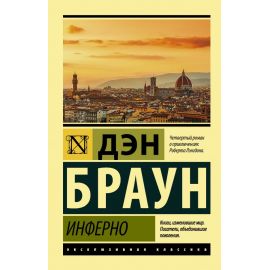 N
ДЭН
БРАУН
ИНФЕРНО
Четвертый роман
о приключениях
Роберта Лэнгдона.
Книги, изменившие мир.
Писатели, объединившие
поколения.
ЭКСКЛЮЗИВНАЯ КЛАССИКА